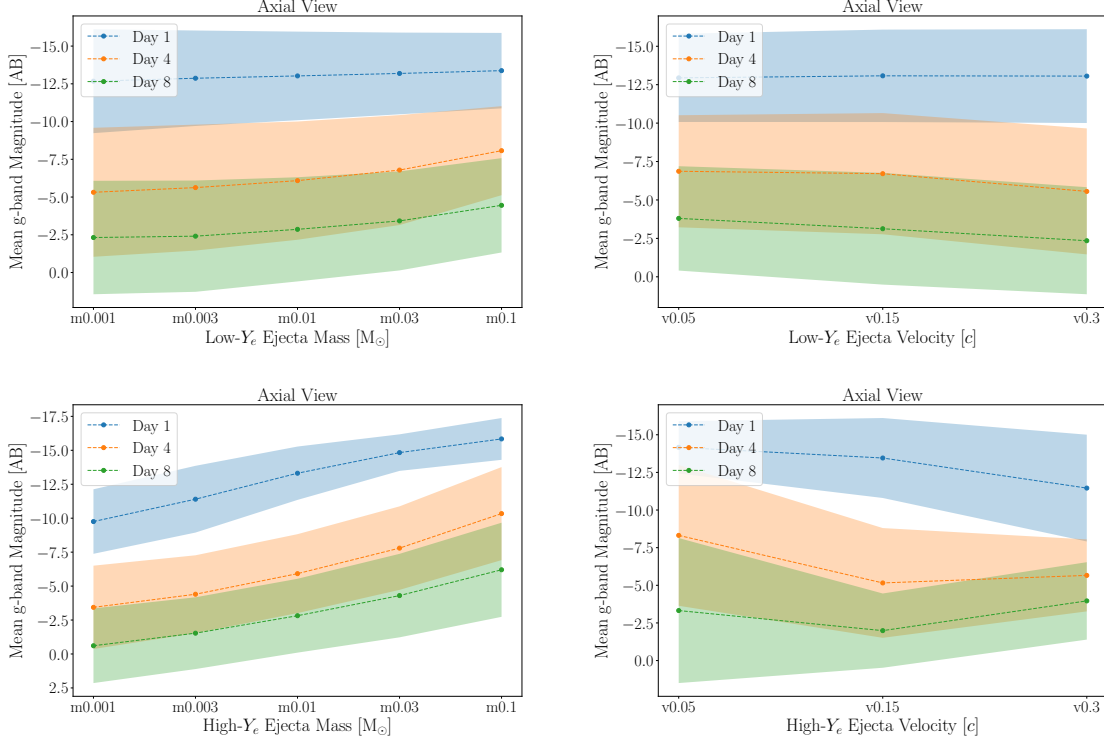 Axial View
Mean g-band Magnitude [AB]
−15.0
−12.5
−10.0
−7.5
−5.0
−2.5
0.0
Day 1
Day 4
Day 8
m0.001 m0.003 m0.01 m0.03 m0.1
Low-Yₑ Ejecta Mass [M⊙]
Axial View
Mean g-band Magnitude [AB]
−15.0
−12.5
−10.0
−7.5
−5.0
−2.5
0.0
Day 1
Day 4
Day 8
v0.05 v0.15 v0.3
Low-Yₑ Ejecta Velocity [c]
Axial View
Mean g-band Magnitude [AB]
−17.5
−15.0
−12.5
−10.0
−7.5
−5.0
−2.5
0.0
2.5
Day 1
Day 4
Day 8
m0.001 m0.003 m0.01 m0.03 m0.1
High-Yₑ Ejecta Mass [M⊙]
Axial View
Mean g-band Magnitude [AB]
−15.0
−12.5
−10.0
−7.5
−5.0
−2.5
0.0
Day 1
Day 4
Day 8
v0.05 v0.15 v0.3
High-Yₑ Ejecta Velocity [c]